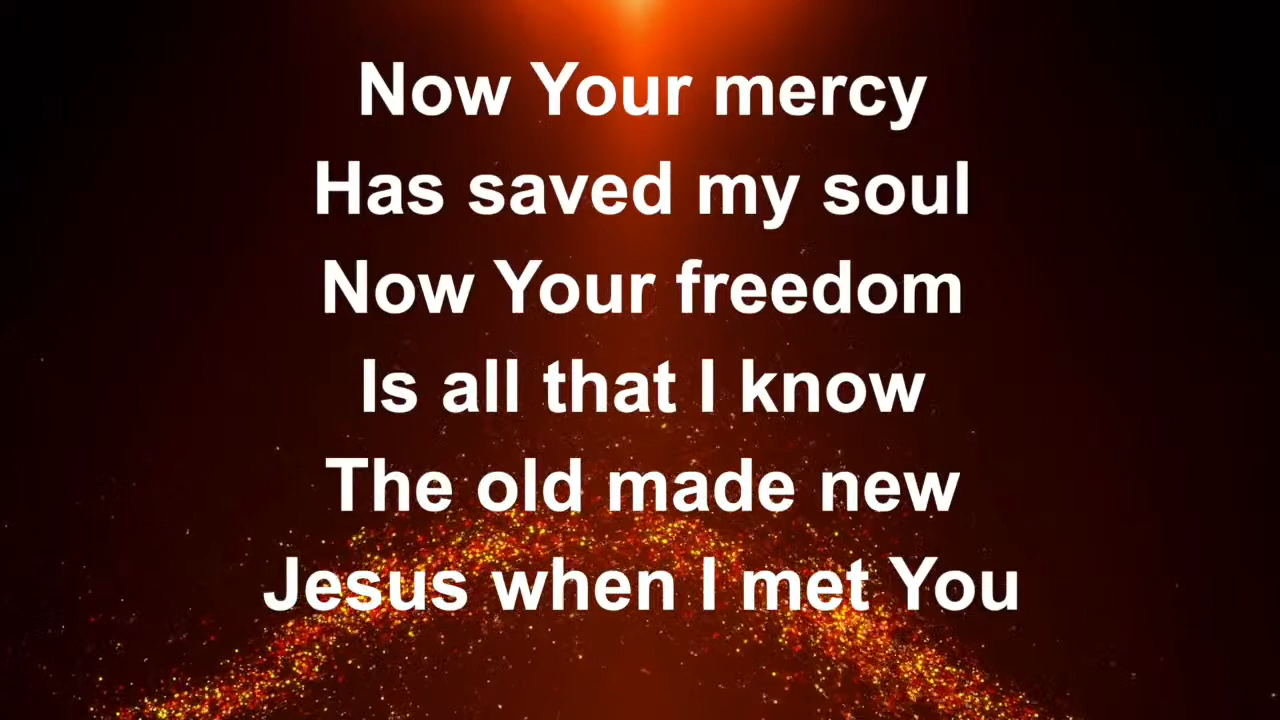 Now Your mercy
Has saved my soul
Now Your freedom
Is all that I know
The old made new
Jesus when I met You